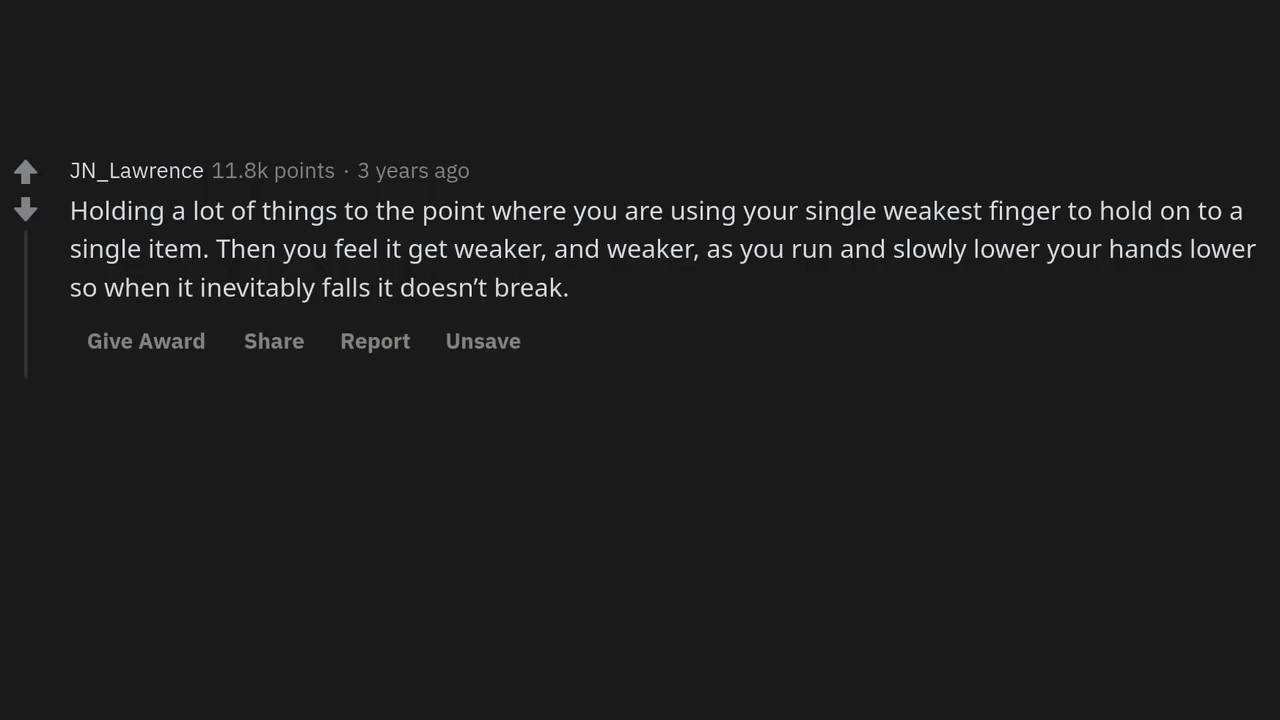 JN_Lawrence 11.8k points · 3 years ago
Holding a lot of things to the point where you are using your single weakest finger to hold on to a
single item. Then you feel it get weaker, and weaker, as you run and slowly lower your hands lower
so when it inevitably falls it doesn’t break.
Give Award Share Report Unsave